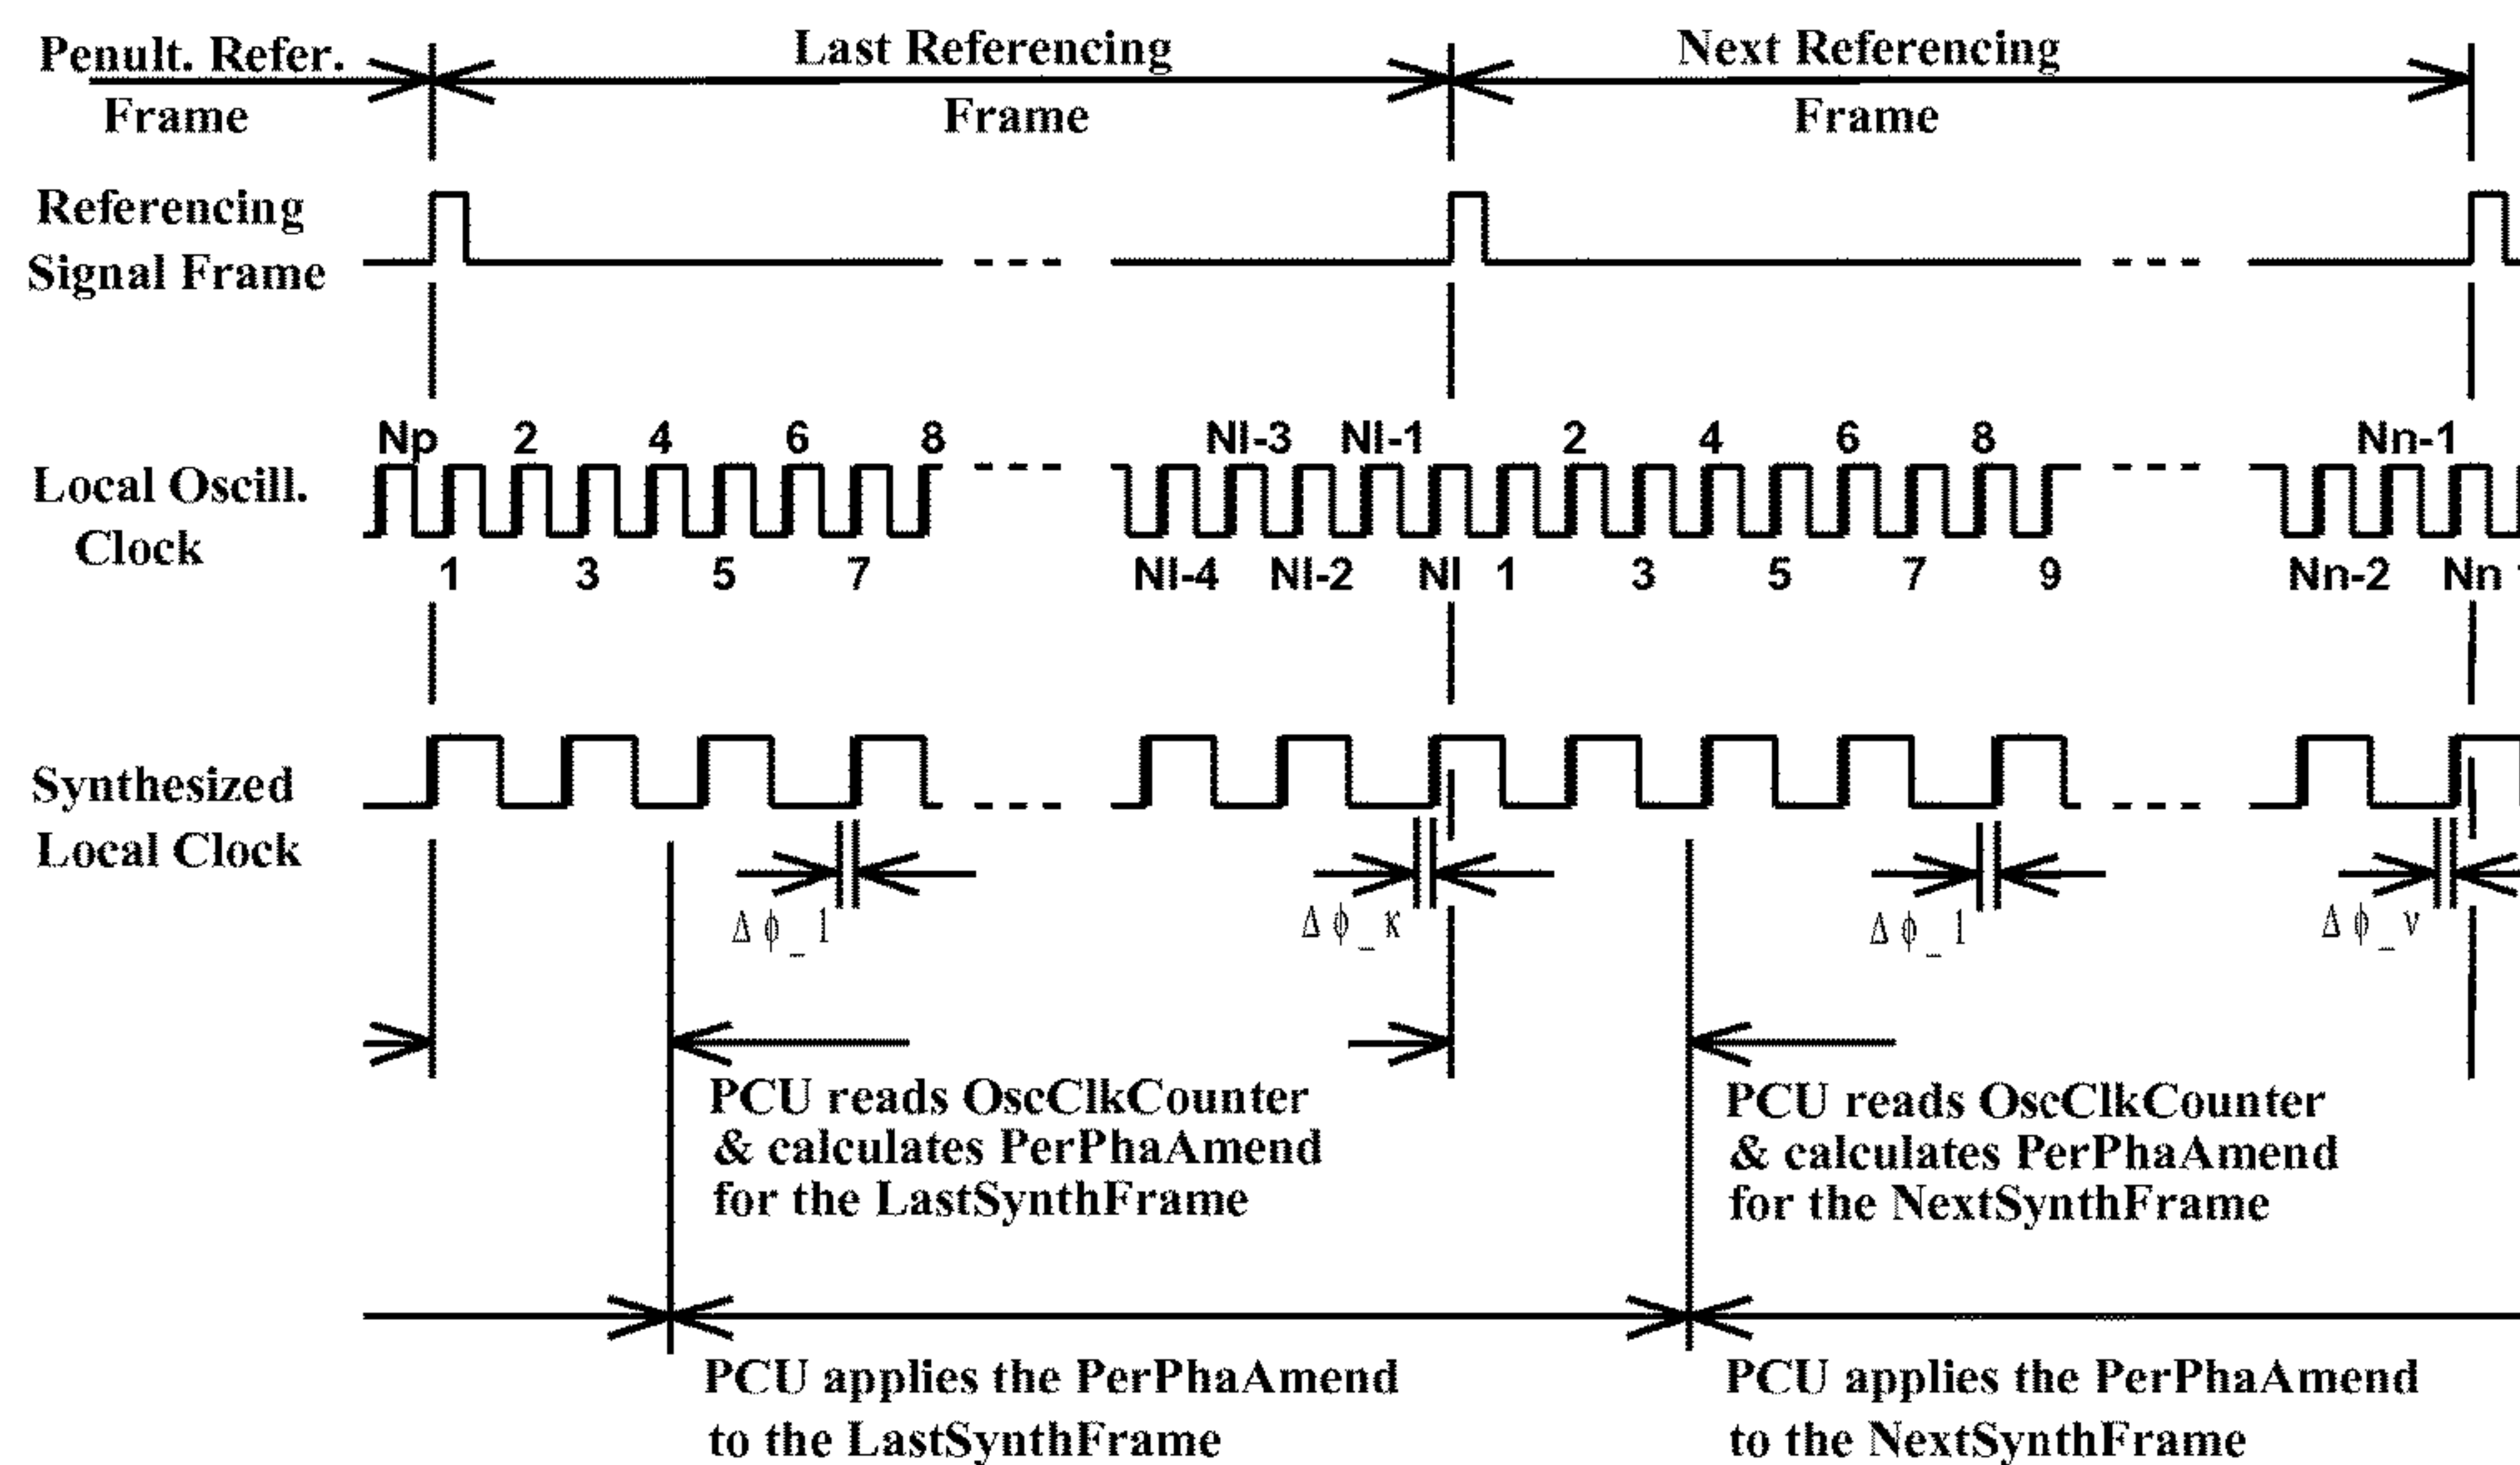 Penult. Refer.
Frame
Last Referencing
Frame
Next Referencing
Frame
Referencing
Signal Frame
Local Oscill.
Clock
Np 2 4 6 8 Nl-3 Nl-1 2 4 6 8 Nn-1
1 3 5 7 Nl-4 Nl-2 Nl 1 3 5 7 9 Nn-2 Nn
Synthesized
Local Clock
Δϕ_1 Δϕ_κ Δϕ_1 Δϕ_ν
PCU reads OscClkCounter
& calculates PerPhaAmend
for the LastSynthFrame
PCU reads OscClkCounter
& calculates PerPhaAmend
for the NextSynthFrame
PCU applies the PerPhaAmend
to the LastSynthFrame
PCU applies the PerPhaAmend
to the NextSynthFrame